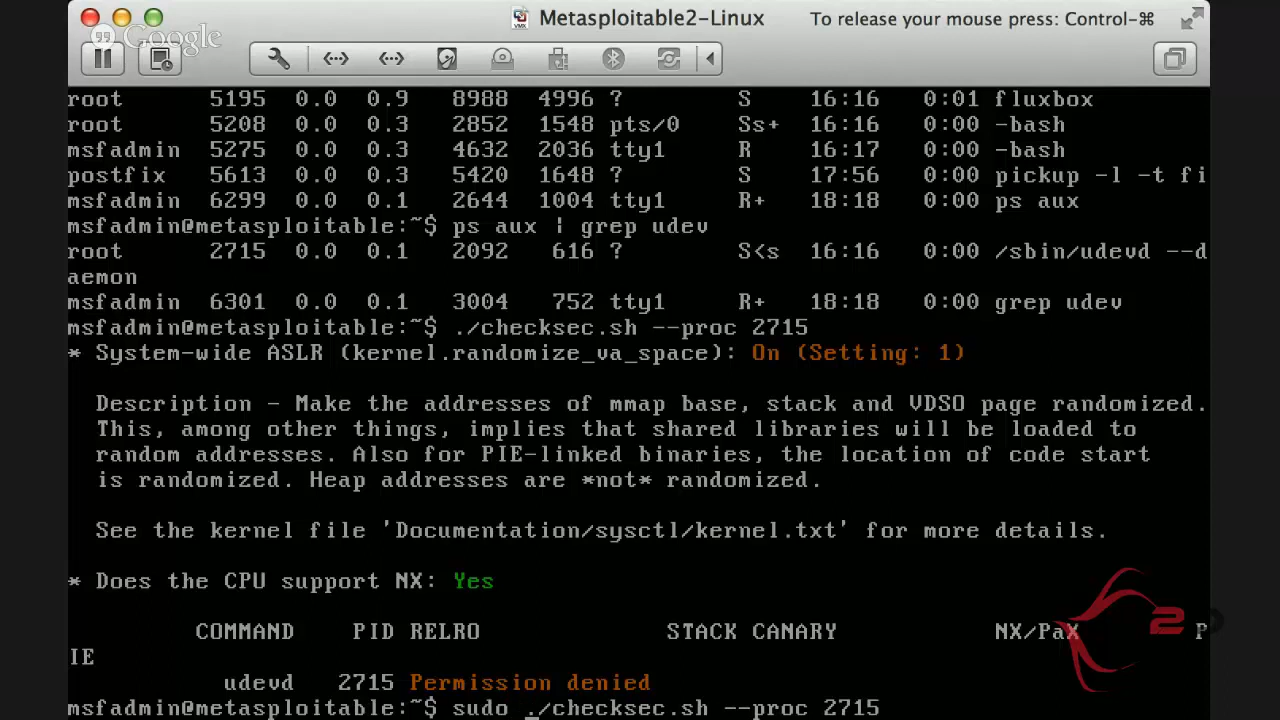 Metasploitable2-Linux To release your mouse press: Control-⌘
Google
root 5195 0.0 0.9 8988 4996 ? S 16:16 0:01 fluxbox
root 5208 0.0 0.3 2852 1548 pts/0 Ss+ 16:16 0:00 -bash
msfadmin 5275 0.0 0.3 4632 2036 tty1 R 16:17 0:00 -bash
postfix 5613 0.0 0.3 5420 1648 ? S 17:56 0:00 pickup -l -t fi
msfadmin 6299 0.0 0.1 2644 1004 tty1 R+ 18:18 0:00 ps aux
msfadmin@metasploitable:~$ ps aux | grep udev
root 2715 0.0 0.1 2092 616 ? S<s 16:16 0:00 /sbin/udevd --d
aemon
msfadmin 6301 0.0 0.1 3004 752 tty1 R+ 18:18 0:00 grep udev
msfadmin@metasploitable:~$ ./checksec.sh --proc 2715
* System-wide ASLR (kernel.randomize_va_space): On (Setting: 1)
Description - Make the addresses of mmap base, stack and VDSO page randomized.
This, among other things, implies that shared libraries will be loaded to
random addresses. Also for PIE-linked binaries, the location of code start
is randomized. Heap addresses are *not* randomized.
See the kernel file 'Documentation/sysctl/kernel.txt' for more details.
* Does the CPU support NX: Yes
COMMAND PID RELRO STACK CANARY NX/PaX P
IE
udevd 2715 Permission denied
msfadmin@metasploitable:~$ sudo ./checksec.sh --proc 2715